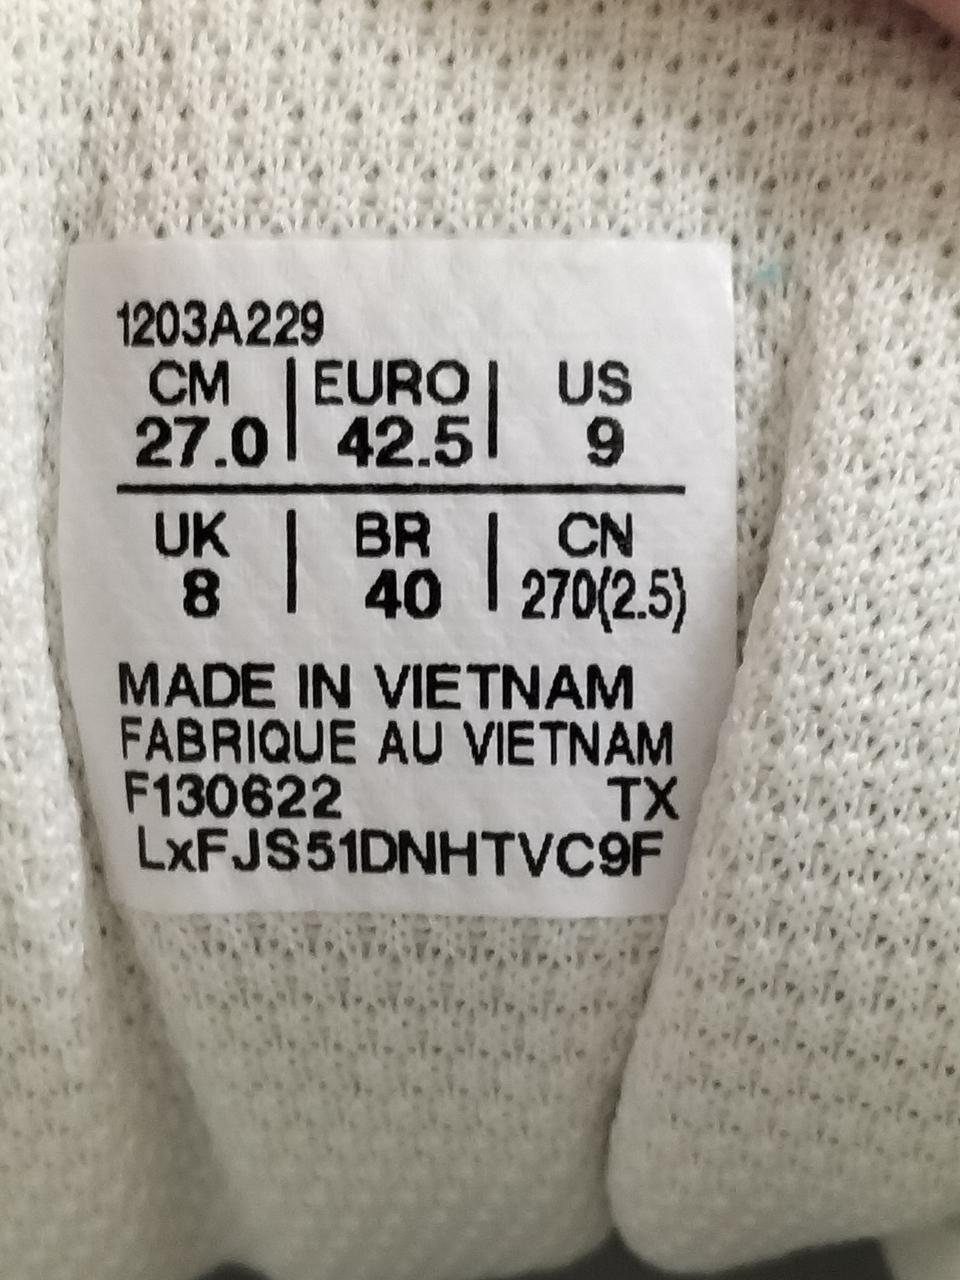 1203A229
CM | EURO | US
27.0 | 42.5 | 9
UK | BR | CN
8 | 40 | 270(2.5)
MADE IN VIETNAM
FABRIQUE AU VIETNAM
F130622 TX
LxFJS51DNHTVC9F